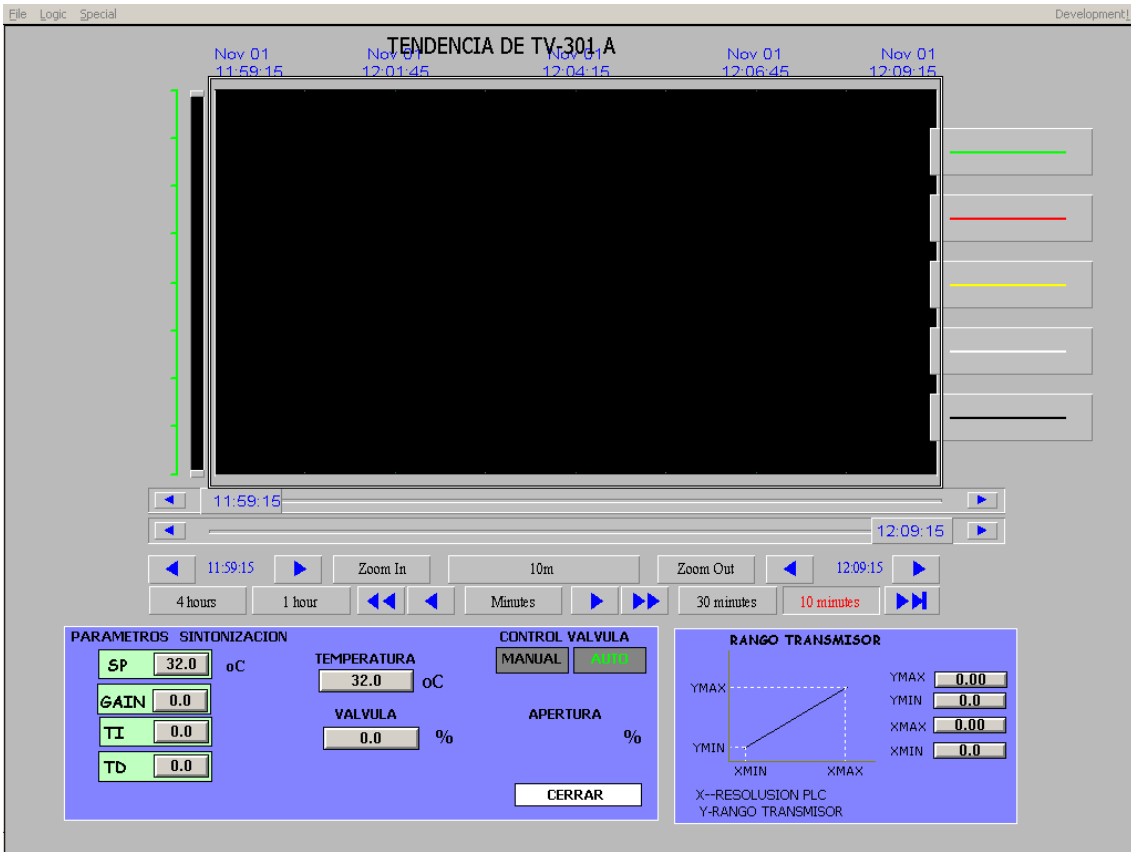 File Logic Special Development!
TENDENCIA DE TV-301 A
Nov 01 Nov 01 Nov 01 Nov 01 Nov 01
11:59:15 12:01:45 12:04:15 12:06:45 12:09:15
11:59:15
12:09:15
11:59:15 Zoom In 10m Zoom Out 12:09:15
4 hours 1 hour Minutes 30 minutes 10 minutes
PARAMETROS SINTONIZACION
SP 32.0 oC
GAIN 0.0
TI 0.0
TD 0.0
TEMPERATURA
32.0 oC
VALVULA
0.0 %
CONTROL VALVULA
MANUAL AUTO
APERTURA
%
CERRAR
RANGO TRANSMISOR
YMAX
YMIN
XMIN XMAX
YMAX 0.00
YMIN 0.0
XMAX 0.00
XMIN 0.0
X--RESOLUSION PLC
Y-RANGO TRANSMISOR